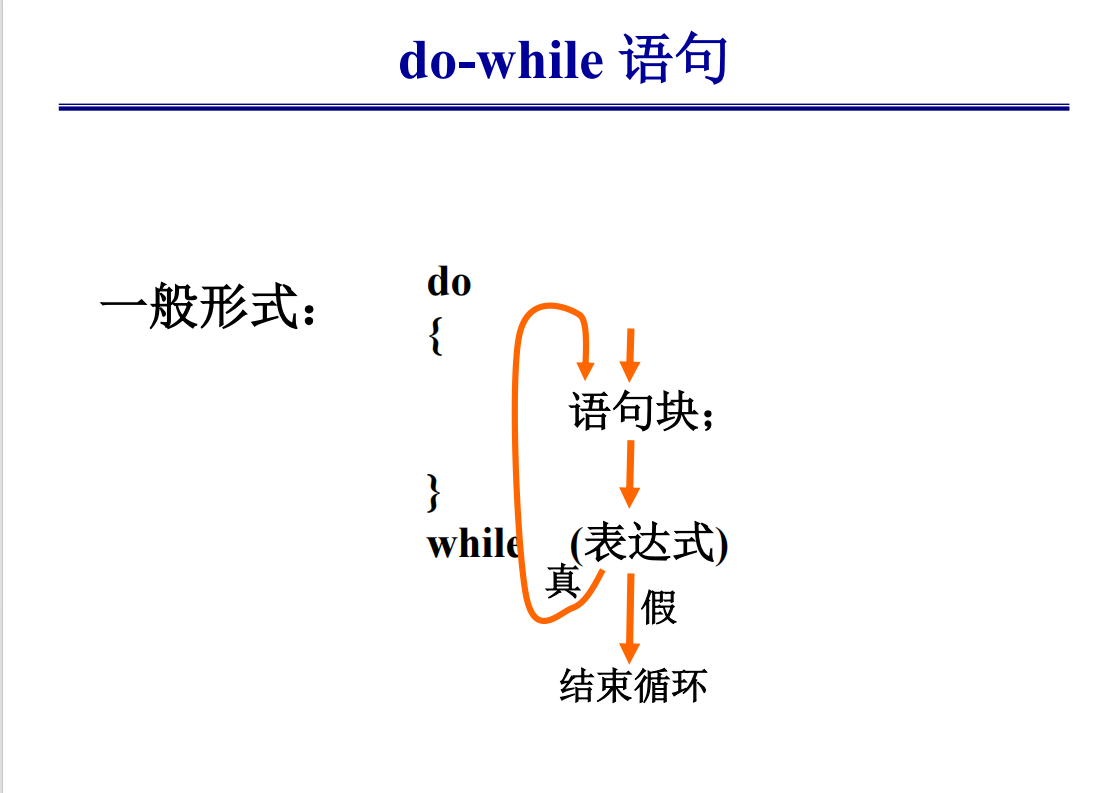 do-while 语句
一般形式：
do
{
语句块；
}
while (表达式)
真
假
结束循环